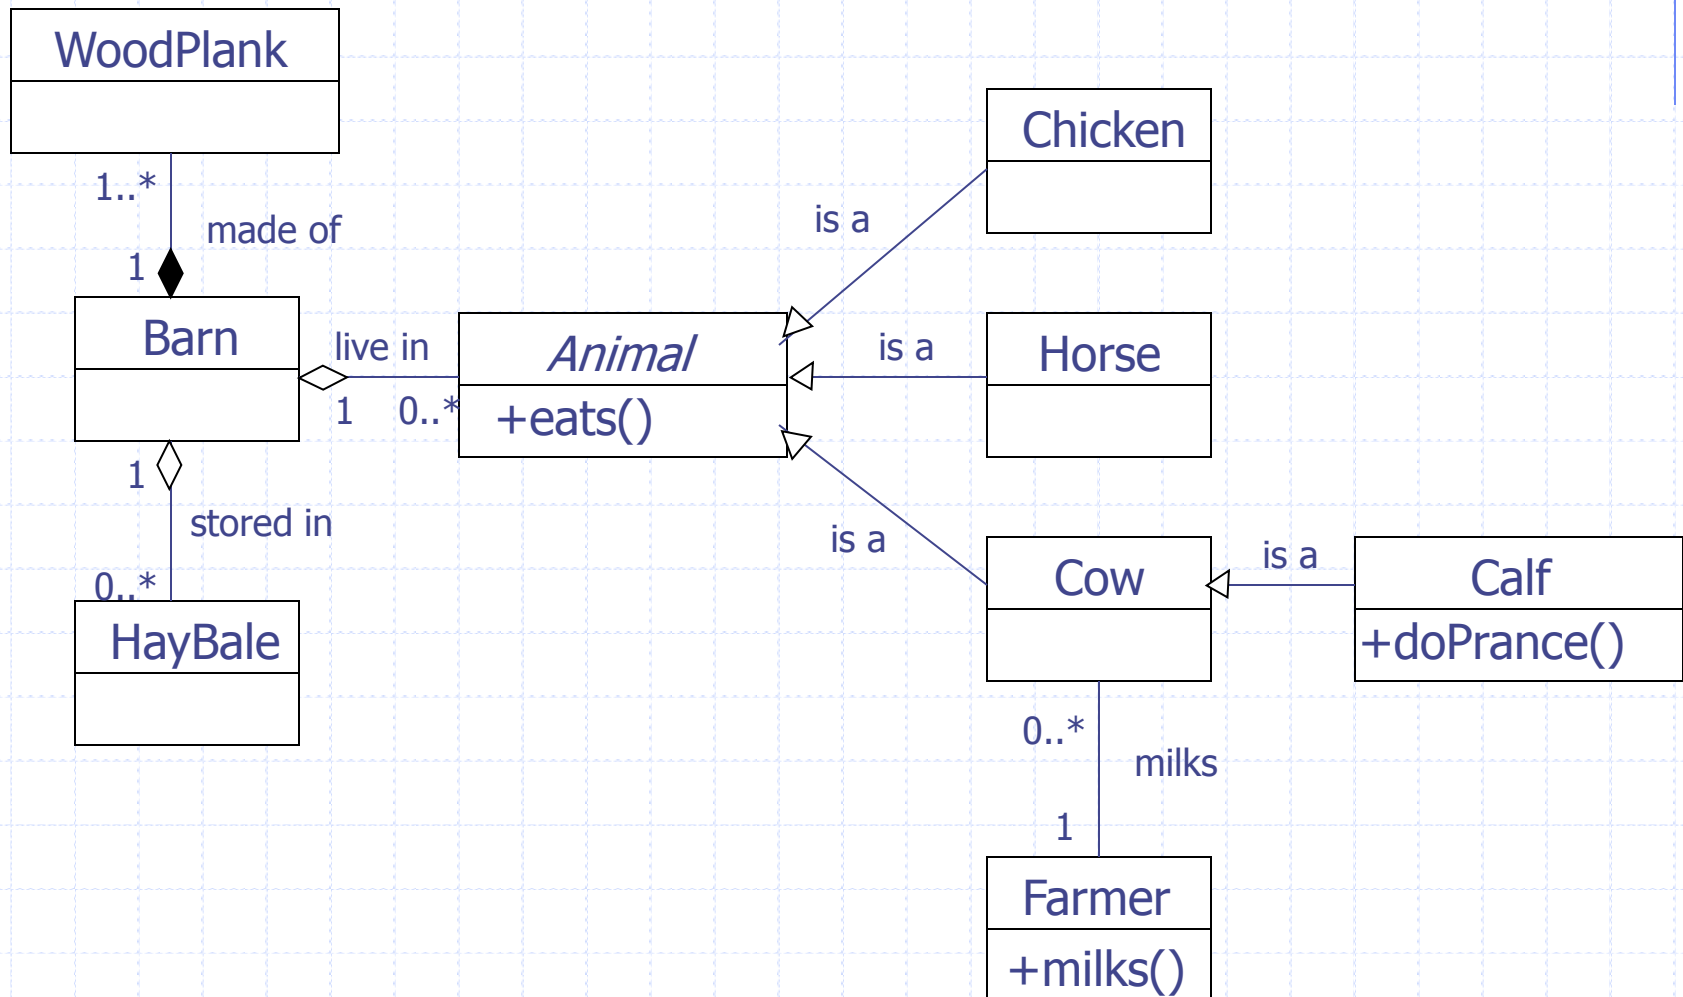 WoodPlank
1..*
made of
1
Barn
live in
1
0..*
Animal
+eats()
is a
Chicken
is a
Horse
is a
Cow
is a
Calf
+doPrance()
1
stored in
0..*
HayBale
0..*
milks
1
Farmer
+milks()